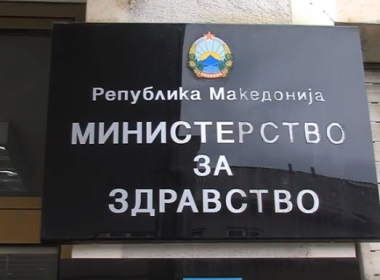 Република Македонија
МИНИСТЕРСТВО
ЗА
ЗДРАВСТВО